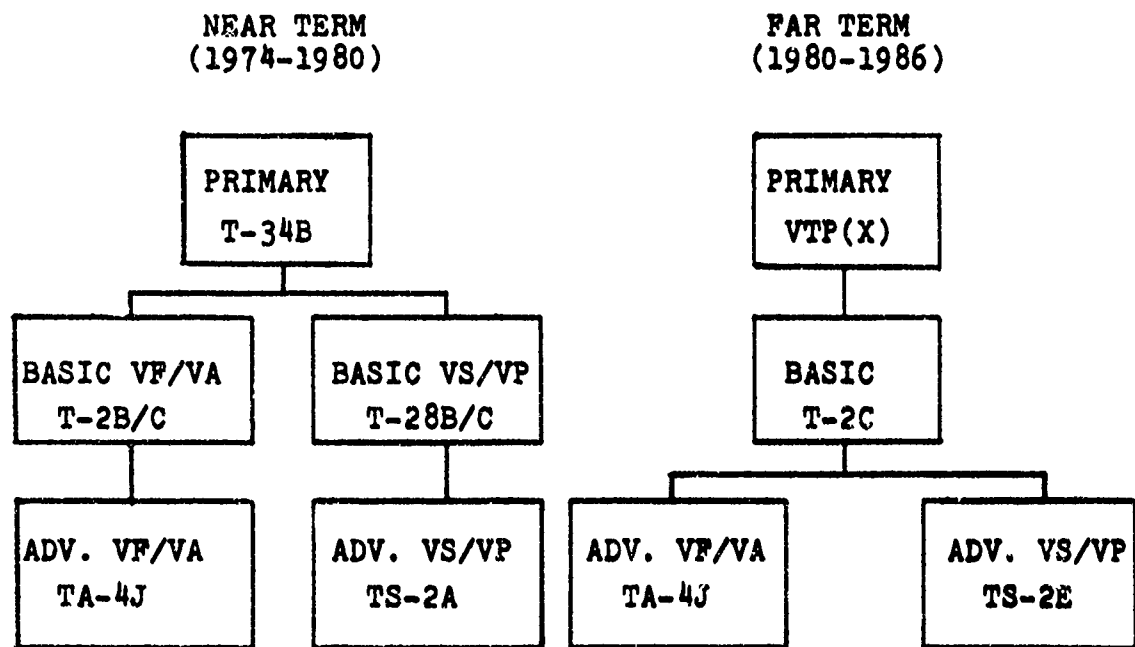 NEAR TERM
(1974-1980)
FAR TERM
(1980-1986)
PRIMARY
T-34B
PRIMARY
VTP(X)
BASIC VF/VA
T-2B/C
BASIC VS/VP
T-28B/C
BASIC
T-2C
ADV. VF/VA
TA-4J
ADV. VS/VP
TS-2A
ADV. VF/VA
TA-4J
ADV. VS/VP
TS-2E